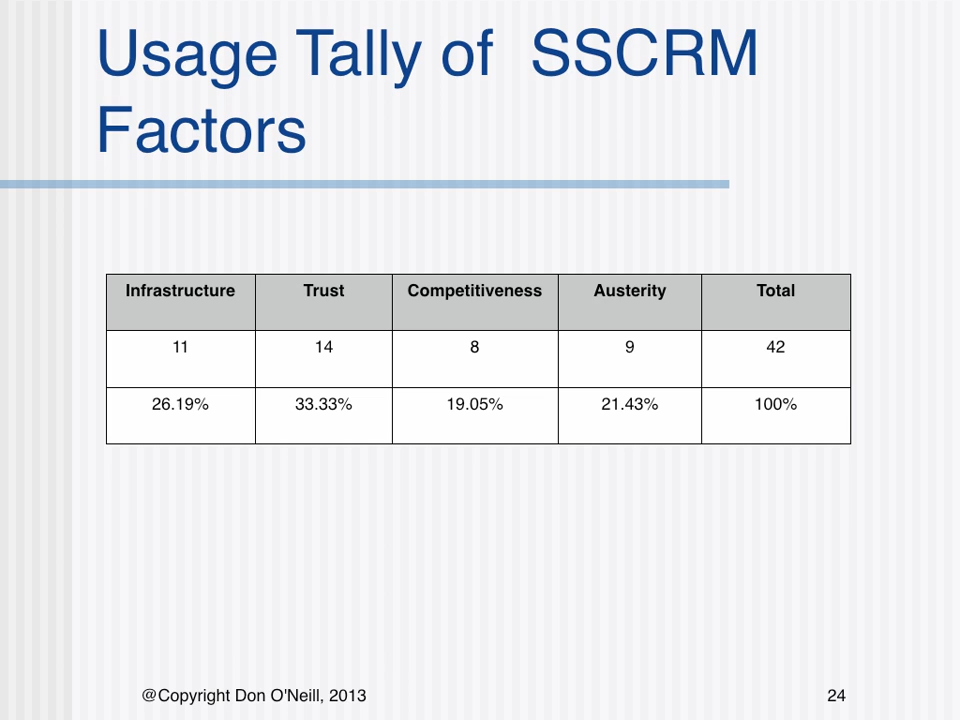 Usage Tally of  SSCRM
Factors
Infrastructure Trust Competitiveness Austerity Total
11 14 8 9 42
26.19% 33.33% 19.05% 21.43% 100%
@Copyright Don O'Neill, 2013 24